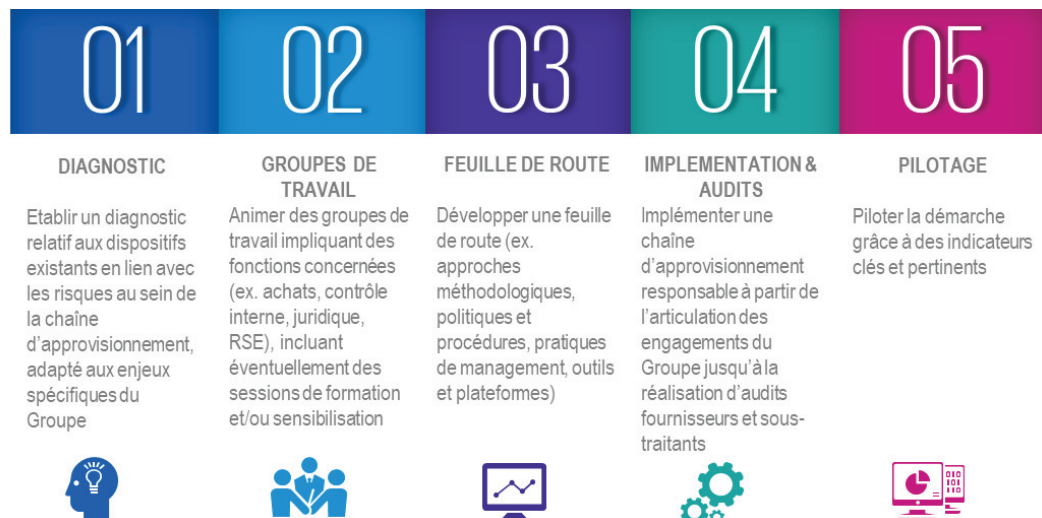 01
DIAGNOSTIC
Etablir un diagnostic
relatif aux dispositifs
existants en lien avec
les risques au sein de
la chaîne
d'approvisionnement,
adapté aux enjeux
spécifiques du
Groupe
02
GROUPES DE
TRAVAIL
Animer des groupes de
travail impliquant des
fonctions concernées
(ex. achats, contrôle
interne, juridique,
RSE), incluant
éventuellement des
sessions de formation
et/ou sensibilisation
03
FEUILLE DE ROUTE
Développer une feuille
de route (ex.
approches
méthodologiques,
politiques et
procédures, pratiques
de management, outils
et plateformes)
04
IMPLEMENTATION &
AUDITS
Implémenter une
chaîne
d'approvisionnement
responsable à partir de
l'articulation des
engagements du
Groupe jusqu'à la
réalisation d'audits
fournisseurs et sous-
traitants
05
PILOTAGE
Piloter la démarche
grâce à des indicateurs
clés et pertinents
010
101
110